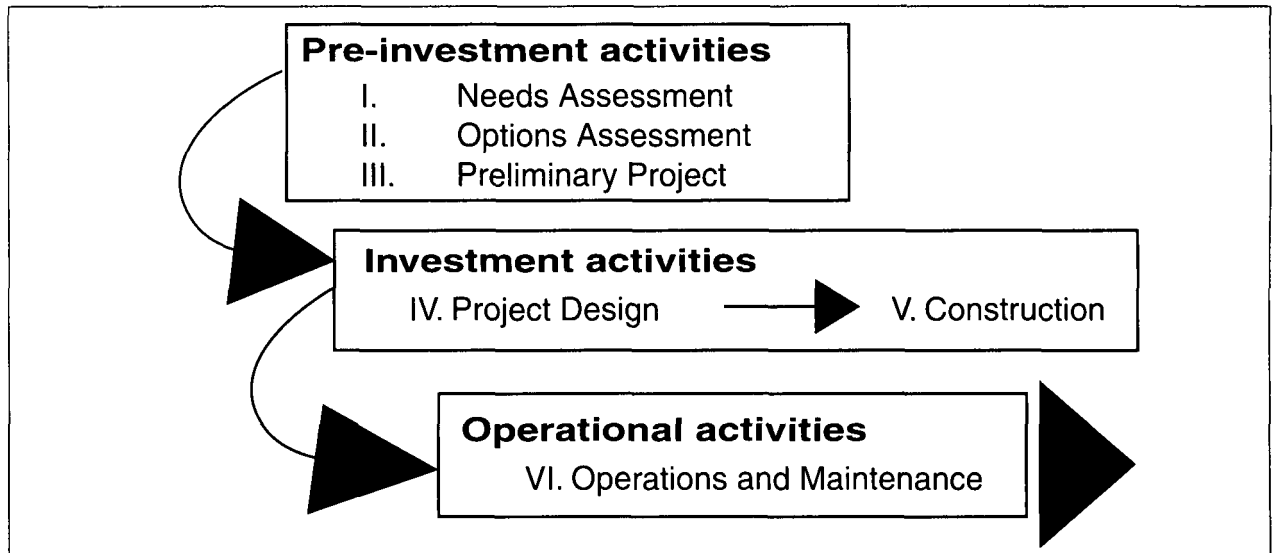 Pre-investment activities
I. Needs Assessment
II. Options Assessment
III. Preliminary Project
Investment activities
IV. Project Design V. Construction
Operational activities
VI. Operations and Maintenance